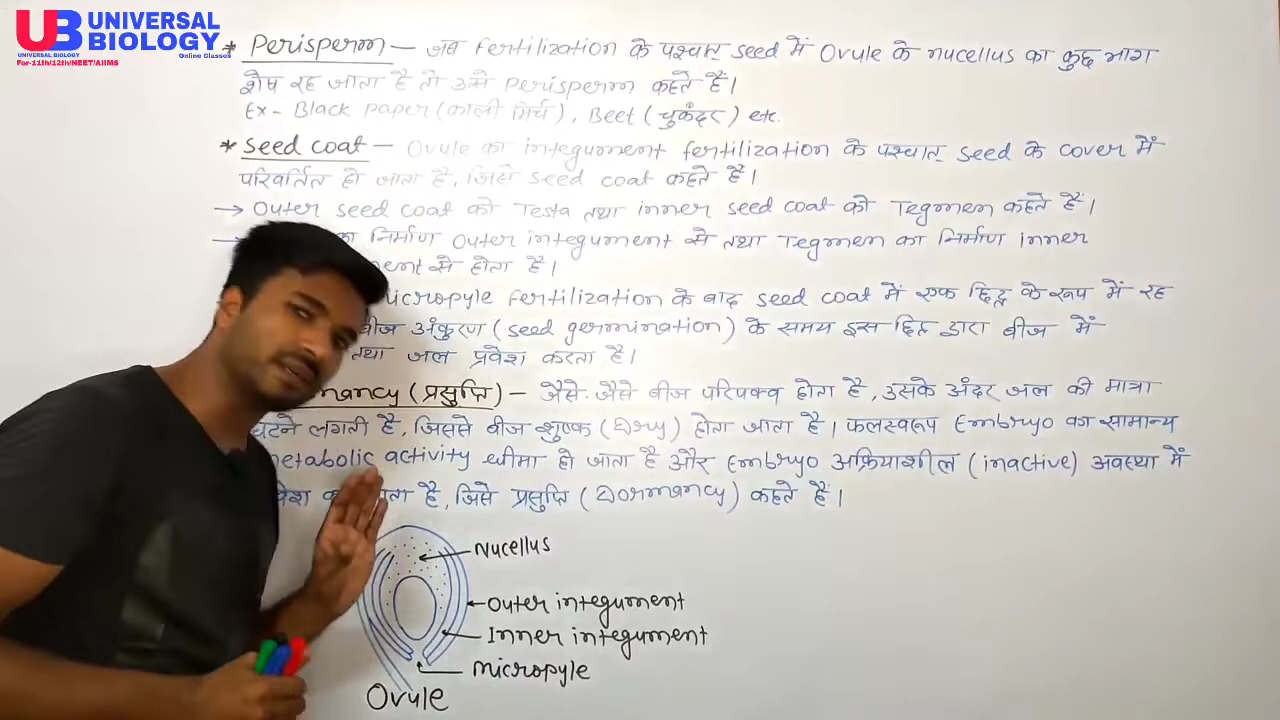 UB UNIVERSAL BIOLOGY
UNIVERSAL BIOLOGY
Online Classes
For-11th/12th/NEET/AIIMS
* Perisperm — जब fertilization के पश्चात् seed में Ovule के nucellus का कुछ भाग
शेष रह जाता है तो उसे Perisperm कहते हैं।
Ex- Black paper (काली मिर्च), Beet (चुकंदर) etc.
* Seed coat — Ovule का integument fertilization के पश्चात् seed के cover में
परिवर्तित हो जाता है, जिसे seed coat कहते हैं।
→ Outer seed coat को Testa तथा inner seed coat को Tegmen कहते हैं।
→ का निर्माण outer integument से तथा Tegmen का निर्माण inner
से होता है।
micropyle fertilization के बाद seed coat में एक छिद्र के रूप में रह
बीज अंकुरण (seed germination) के समय इस छिद्र द्वारा बीज में
तथा जल प्रवेश करता है।
mancy (प्रसुप्ति) — जैसे-जैसे बीज परिपक्व होता है, उसके अंदर जल की मात्रा
घटने लगती है, जिससे बीज शुष्क (Dry) होता जाता है। फलस्वरूप Embryo का सामान्य
metabolic activity धीमा हो जाता है और Embryo अक्रियाशील (inactive) अवस्था में
है, जिसे प्रसुप्ति (Dormancy) कहते हैं।
Nucellus
Outer integument
Inner integument
micropyle
Ovule